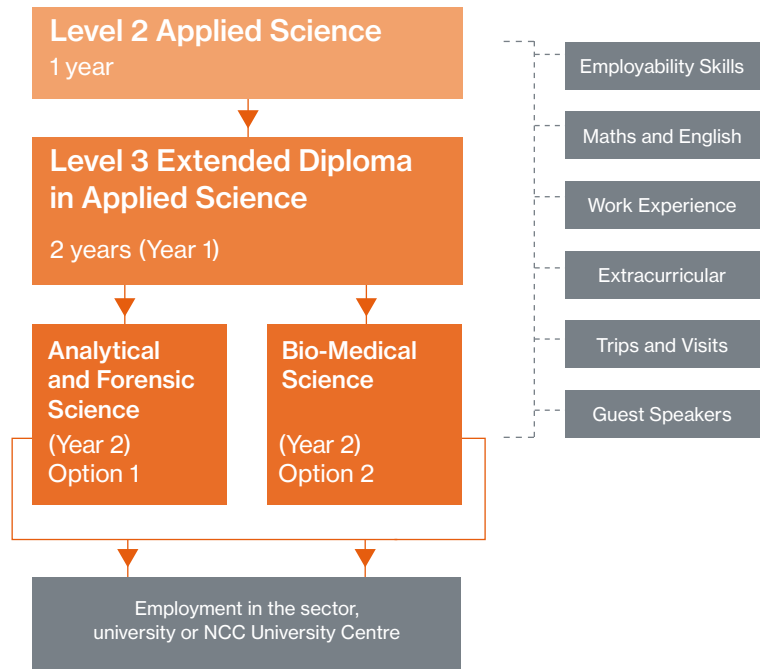 Level 2 Applied Science
1 year
Level 3 Extended Diploma
in Applied Science
2 years (Year 1)
Analytical
and Forensic
Science
(Year 2)
Option 1
Bio-Medical
Science
(Year 2)
Option 2
Employment in the sector,
university or NCC University Centre
Employability Skills
Maths and English
Work Experience
Extracurricular
Trips and Visits
Guest Speakers